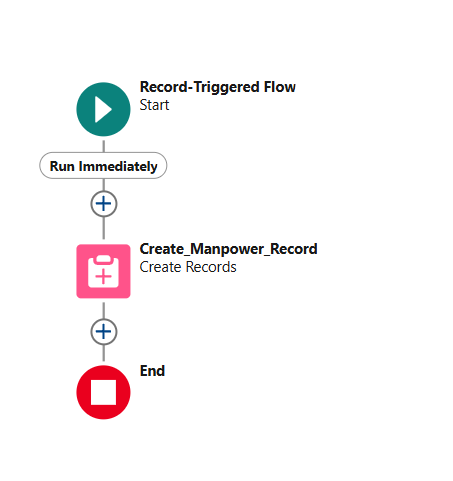 Record-Triggered Flow
Start
Run Immediately
Create_Manpower_Record
Create Records
End